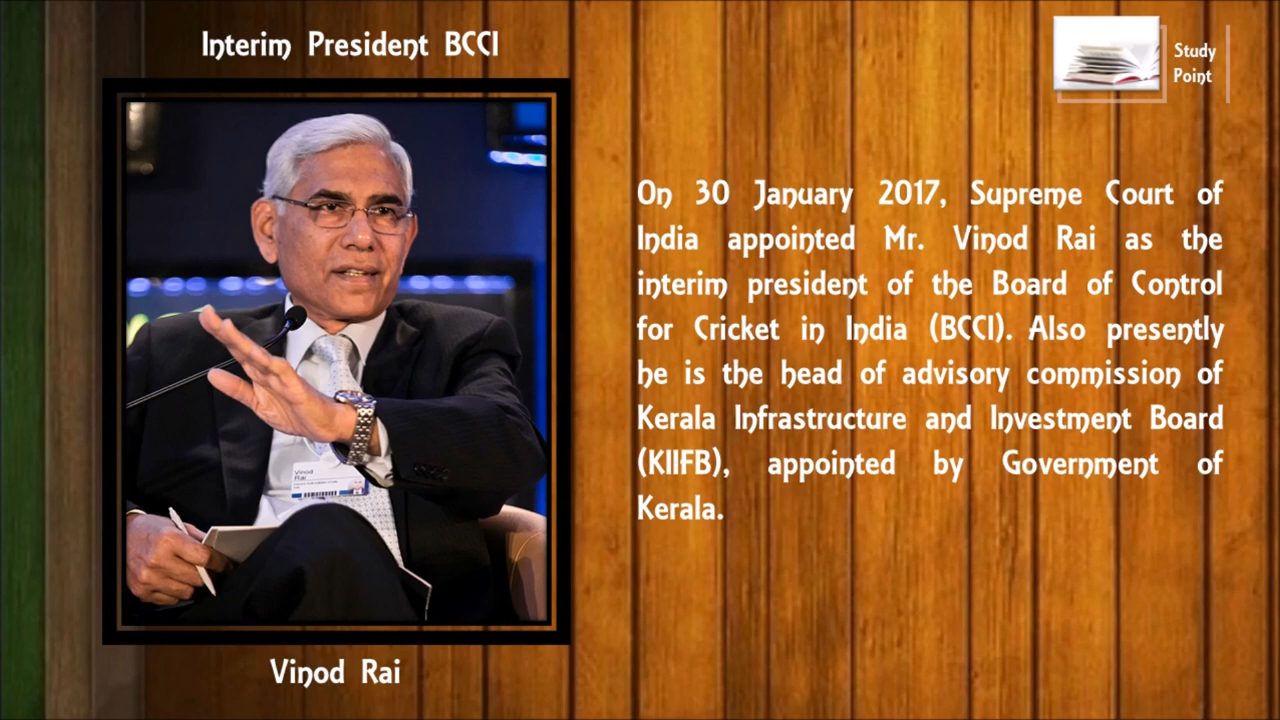 Interim President BCCI
Study
Point
On 30 January 2017, Supreme Court of
India appointed Mr. Vinod Rai as the
interim president of the Board of Control
for Cricket in India (BCCI). Also presently
he is the head of advisory commission of
Kerala Infrastructure and Investment Board
(KIIFB), appointed by Government of
Kerala.
Vinod
Rai
Vinod Rai